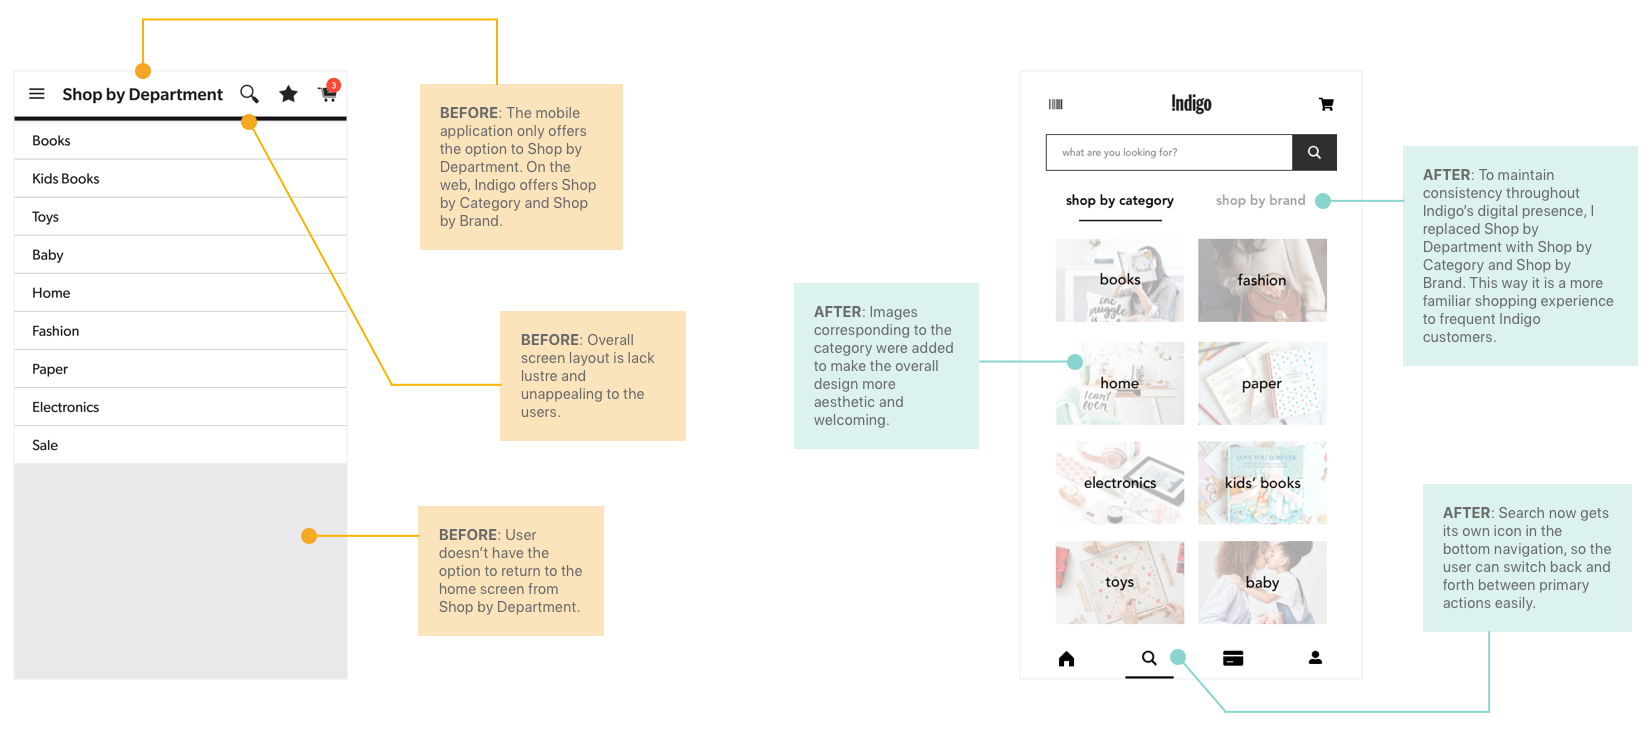 Shop by Department
3
Books
Kids Books
Toys
Baby
Home
Fashion
Paper
Electronics
Sale
BEFORE: The mobile
application only offers
the option to Shop by
Department. On the
web, Indigo offers Shop
by Category and Shop
by Brand.
BEFORE: Overall
screen layout is lack
lustre and
unappealing to the
users.
BEFORE: User
doesn't have the
option to return to the
home screen from
Shop by Department.
AFTER: Images
corresponding to the
category were added
to make the overall
design more
aesthetic and
welcoming.
!ndigo
what are you looking for?
shop by category
shop by brand
books
one
muggle
fashion
home
I can't
even
paper
electronics
LOVE YOU FOREVER
kids' books
toys
baby
AFTER: To maintain
consistency throughout
Indigo's digital presence, I
replaced Shop by
Department with Shop by
Category and Shop by
Brand. This way it is a more
familiar shopping experience
to frequent Indigo
customers.
AFTER: Search now gets
its own icon in the
bottom navigation, so the
user can switch back and
forth between primary
actions easily.